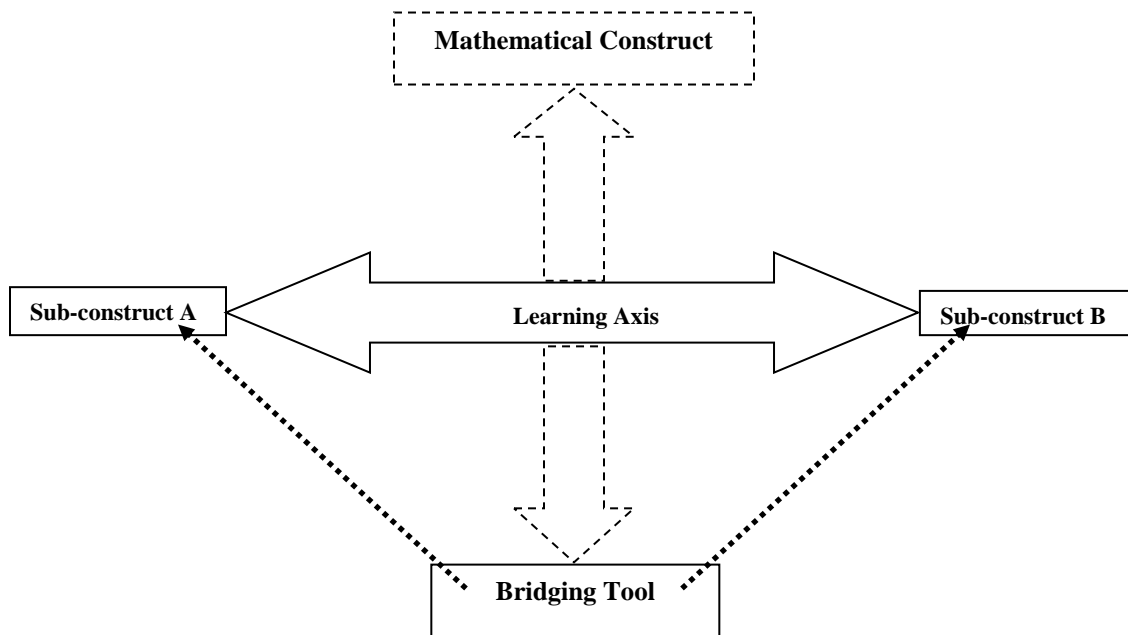 Mathematical Construct
Sub-construct A
Learning Axis
Sub-construct B
Bridging Tool